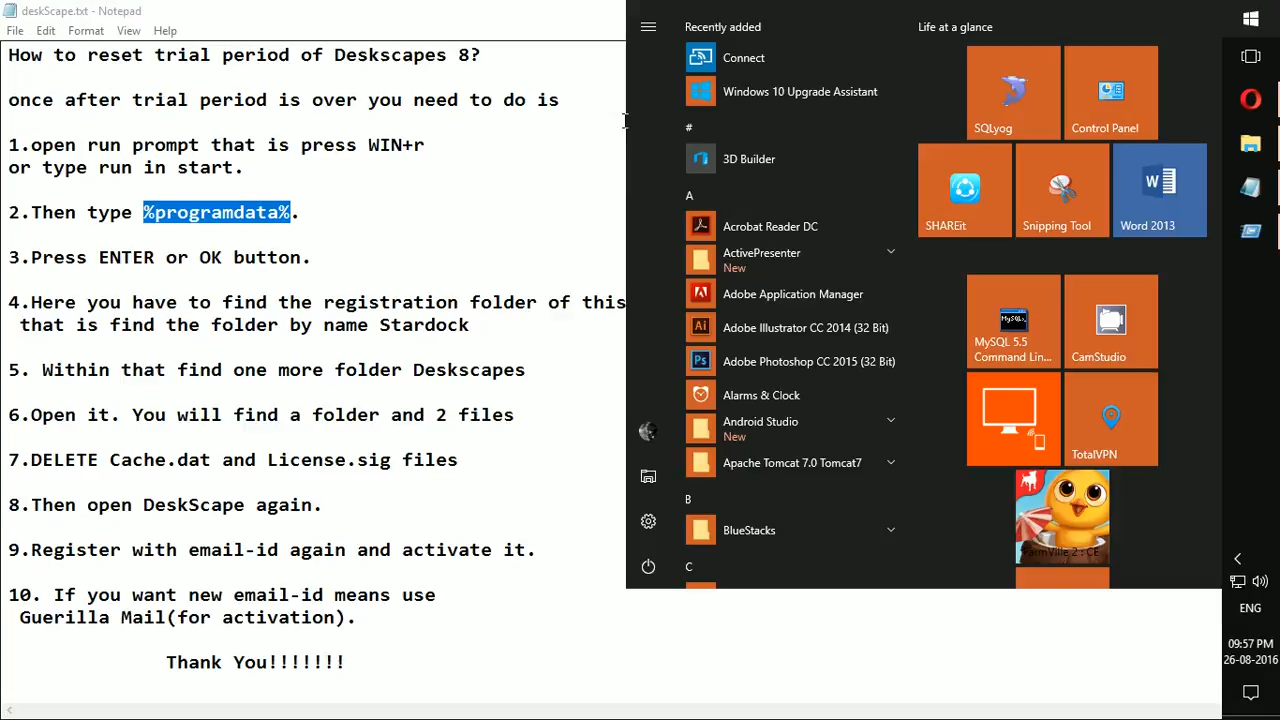 deskScape.txt - Notepad
File Edit Format View Help
How to reset trial period of Deskscapes 8?
once after trial period is over you need to do is
1.open run prompt that is press WIN+r
or type run in start.
2.Then type %programdata%.
3.Press ENTER or OK button.
4.Here you have to find the registration folder of this
that is find the folder by name Stardock
5. Within that find one more folder Deskscapes
6.Open it. You will find a folder and 2 files
7.DELETE Cache.dat and License.sig files
8.Then open DeskScape again.
9.Register with email-id again and activate it.
10. If you want new email-id means use
Guerilla Mail(for activation).
Thank You!!!!!!!
Recently added
Connect
Windows 10 Upgrade Assistant
#
3D Builder
A
Acrobat Reader DC
ActivePresenter
New
Adobe Application Manager
Adobe Illustrator CC 2014 (32 Bit)
Adobe Photoshop CC 2015 (32 Bit)
Alarms & Clock
Android Studio
New
Apache Tomcat 7.0 Tomcat7
B
BlueStacks
C
Life at a glance
SQLyog
Control Panel
SHAREit
Snipping Tool
Word 2013
MySQL 5.5
Command Lin...
CamStudio
TotalVPN
FarmVille 2 : CE
ENG
09:57 PM
26-08-2016